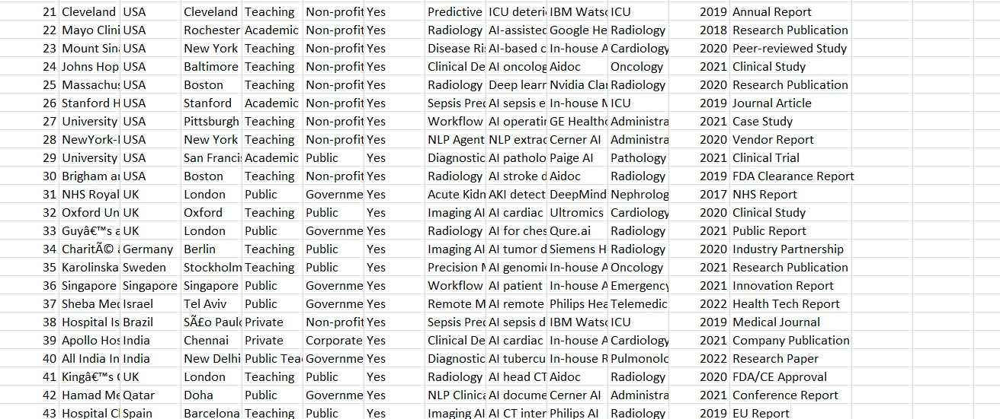 21 Cleveland USA Cleveland Teaching Non-profit Yes Predictive ICU deteri IBM Watso ICU 2019 Annual Report
22 Mayo Clini USA Rochester Academic Non-profit Yes Radiology AI-assisted Google He Radiology 2018 Research Publication
23 Mount Sin USA New York Teaching Non-profit Yes Disease Ris AI-based c In-house A Cardiology 2020 Peer-reviewed Study
24 Johns Hop USA Baltimore Teaching Non-profit Yes Clinical De AI oncolog Aidoc Oncology 2021 Clinical Study
25 Massachus USA Boston Teaching Non-profit Yes Radiology Deep learn Nvidia Clar Radiology 2020 Research Publication
26 Stanford H USA Stanford Academic Non-profit Yes Sepsis Pred AI sepsis e In-house M ICU 2019 Journal Article
27 University USA Pittsburgh Teaching Non-profit Yes Workflow AI operatin GE Healthc Administra 2021 Case Study
28 NewYork-P USA New York Teaching Non-profit Yes NLP Agent NLP extrac Cerner AI Administra 2020 Vendor Report
29 University USA San Francis Academic Public Yes Diagnostic AI patholo Paige AI Pathology 2021 Clinical Trial
30 Brigham an USA Boston Teaching Non-profit Yes Radiology AI stroke d Aidoc Radiology 2019 FDA Clearance Report
31 NHS Royal UK London Public Governme Yes Acute Kidn AKI detect DeepMind Nephrolog 2017 NHS Report
32 Oxford Un UK Oxford Teaching Public Yes Imaging AI AI cardiac Ultromics Cardiology 2020 Clinical Study
33 Guyâ€™s a UK London Public Governme Yes Radiology AI for ches Qure.ai Radiology 2021 Public Report
34 CharitÃ© â Germany Berlin Teaching Public Yes Imaging AI AI tumor d Siemens H Radiology 2020 Industry Partnership
35 Karolinska Sweden Stockholm Teaching Public Yes Precision M AI genomic In-house A Oncology 2021 Research Publication
36 Singapore Singapore Singapore Public Governme Yes Workflow AI patient In-house A Emergency 2021 Innovation Report
37 Sheba Med Israel Tel Aviv Public Governme Yes Remote M AI remote Philips Hea Telemedic 2022 Health Tech Report
38 Hospital Is Brazil SÃ£o Paulo Private Non-profit Yes Sepsis Pred AI sepsis d IBM Watso ICU 2019 Medical Journal
39 Apollo Hos India Chennai Private Corporate Yes Clinical De AI cardiac In-house A Cardiology 2021 Company Publication
40 All India In India New Delhi Public Teac Governme Yes Diagnostic AI tubercu In-house R Pulmonolo 2022 Research Paper
41 Kingâ€™s C UK London Teaching Public Yes Radiology AI head CT Aidoc Radiology 2020 FDA/CE Approval
42 Hamad Me Qatar Doha Public Governme Yes NLP Clinica AI docume Cerner AI Administra 2021 Conference Report
43 Hospital Cl Spain Barcelona Teaching Public Yes Imaging AI AI CT inter Philips AI Radiology 2019 EU Report